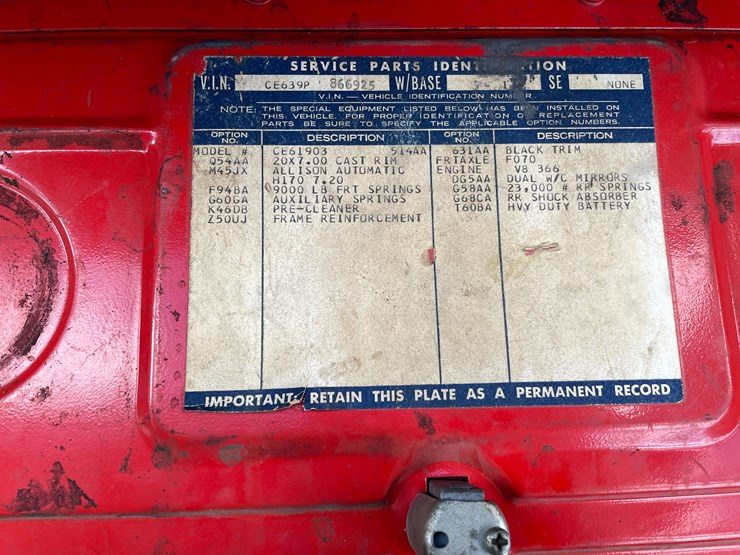 SERVICE PARTS
V.I.N. CE639P 866925 W/BASE SE NONE
V.I.N. — VEHICLE IDENTIFICATION NUMBER
NOTE: THE SPECIAL EQUIPMENT LISTED BELOW HAS BEEN INSTALLED ON
THIS VEHICLE. FOR PROPER IDENTIFICATION OR REPLACEMENT
PARTS BE SURE TO SPECIFY THE APPLICABLE OPTION NUMBERS.
OPTION NO. DESCRIPTION OPTION NO. DESCRIPTION
MODEL # CE61903 514AA 631AA BLACK TRIM
Q54AA 20X7.00 CAST RIM FRTAXLE F070
M45JX ALLISON AUTOMATIC ENGINE V8 366
H170 7.20 DG5AA DUAL W/C MIRRORS
F94BA 9000 LB FRT SPRINGS G58AA 23,000 # RR SPRINGS
G60GA AUXILIARY SPRINGS G68CA RR SHOCK ABSORBER
K46DB PRE-CLEANER T60BA HVY DUTY BATTERY
Z50UJ FRAME REINFORCEMENT
IMPORTANT: RETAIN THIS PLATE AS A PERMANENT RECORD